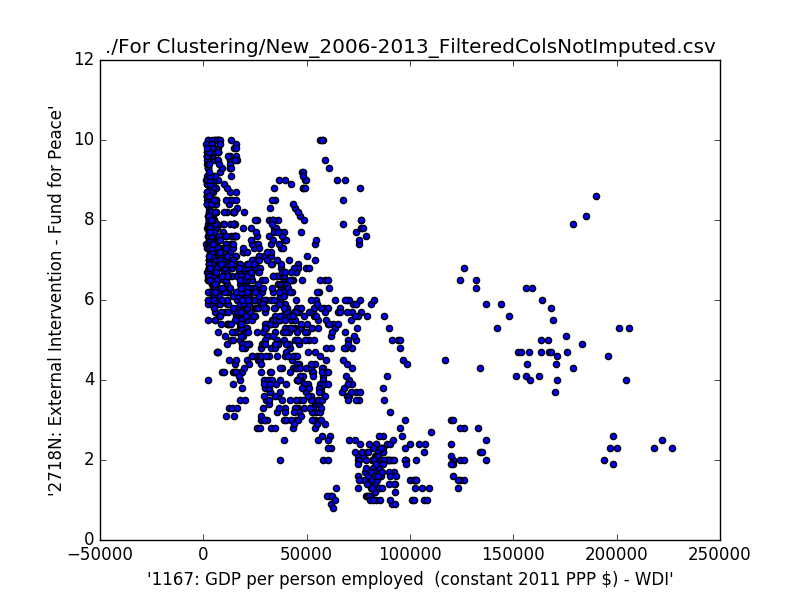 ./For Clustering/New_2006-2013_FilteredColsNotImputed.csv
12
10
8
6
4
2
0
'2718N: External Intervention - Fund for Peace'
−50000 0 50000 100000 150000 200000 250000
'1167: GDP per person employed  (constant 2011 PPP $) - WDI'